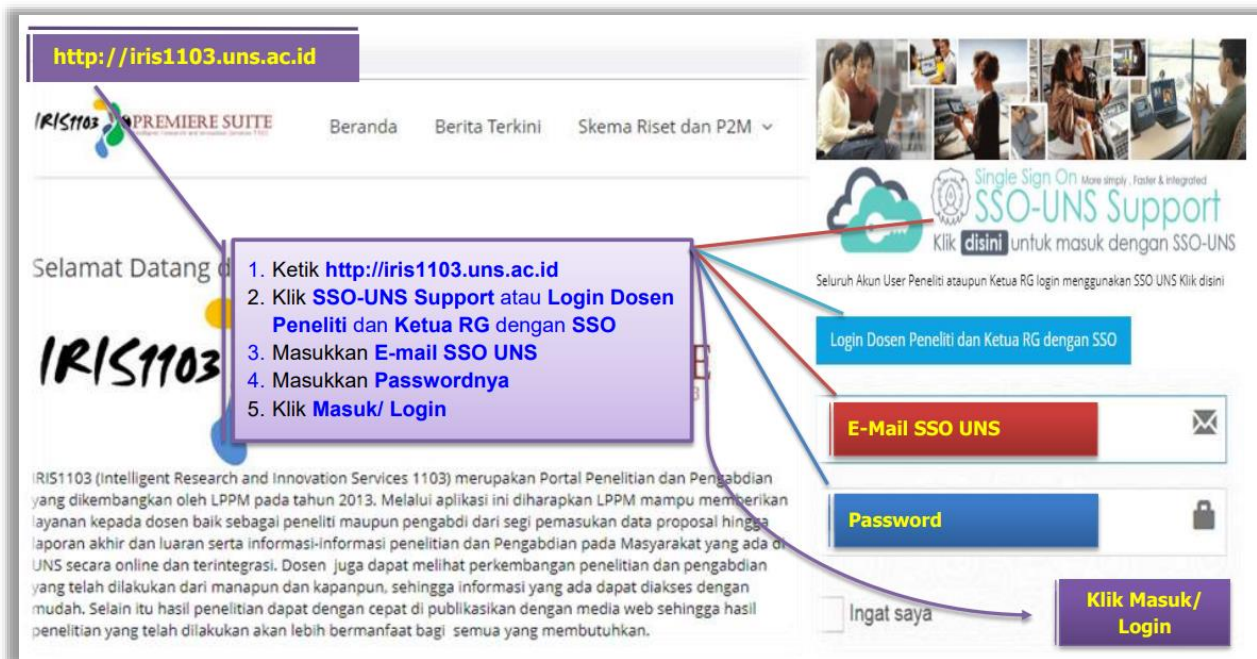 http://iris1103.uns.ac.id
IRIS1103 PREMIERE SUITE
Beranda Berita Terkini Skema Riset dan P2M
Single Sign On More simply, Faster & Integrated
SSO-UNS Support
Klik disini untuk masuk dengan SSO-UNS
Seluruh Akun User Peneliti ataupun Ketua RG login menggunakan SSO UNS Klik disini
Login Dosen Peneliti dan Ketua RG dengan SSO
Selamat Datang d
IRIS1103
1. Ketik http://iris1103.uns.ac.id
2. Klik SSO-UNS Support atau Login Dosen
Peneliti dan Ketua RG dengan SSO
3. Masukkan E-mail SSO UNS
4. Masukkan Passwordnya
5. Klik Masuk/ Login
E
3
E-Mail SSO UNS
Password
Ingat saya
Klik Masuk/
Login
IRIS1103 (Intelligent Research and Innovation Services 1103) merupakan Portal Penelitian dan Pengabdian
yang dikembangkan oleh LPPM pada tahun 2013. Melalui aplikasi ini diharapkan LPPM mampu memberikan
layanan kepada dosen baik sebagai peneliti maupun pengabdi dari segi pemasukan data proposal hingga
laporan akhir dan luaran serta informasi-informasi penelitian dan Pengabdian pada Masyarakat yang ada di
UNS secara online dan terintegrasi. Dosen juga dapat melihat perkembangan penelitian dan pengabdian
yang telah dilakukan dari manapun dan kapanpun, sehingga informasi yang ada dapat diakses dengan
mudah. Selain itu hasil penelitian dapat dengan cepat di publikasikan dengan media web sehingga hasil
penelitian yang telah dilakukan akan lebih bermanfaat bagi semua yang membutuhkan.